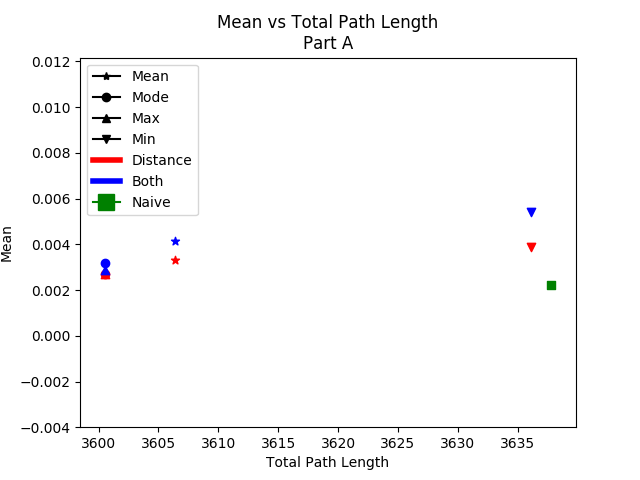 Mean vs Total Path Length
Part A
0.012
0.010
0.008
0.006
0.004
0.002
0.000
−0.002
−0.004
Mean
Mean
Mode
Max
Min
Distance
Both
Naive
3600 3605 3610 3615 3620 3625 3630 3635
Total Path Length